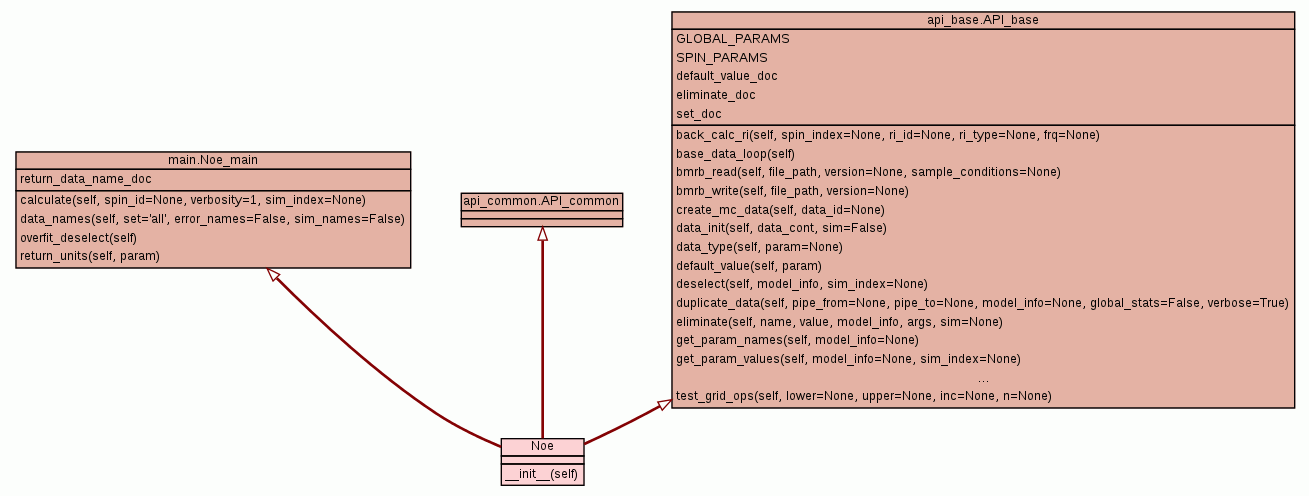 main.Noe_main
return_data_name_doc
calculate(self, spin_id=None, verbosity=1, sim_index=None)
data_names(self, set='all', error_names=False, sim_names=False)
overfit_deselect(self)
return_units(self, param)
api_common.API_common
api_base.API_base
GLOBAL_PARAMS
SPIN_PARAMS
default_value_doc
eliminate_doc
set_doc
back_calc_ri(self, spin_index=None, ri_id=None, ri_type=None, frq=None)
base_data_loop(self)
bmrb_read(self, file_path, version=None, sample_conditions=None)
bmrb_write(self, file_path, version=None)
create_mc_data(self, data_id=None)
data_init(self, data_cont, sim=False)
data_type(self, param=None)
default_value(self, param)
deselect(self, model_info, sim_index=None)
duplicate_data(self, pipe_from=None, pipe_to=None, model_info=None, global_stats=False, verbose=True)
eliminate(self, name, value, model_info, args, sim=None)
get_param_names(self, model_info=None)
get_param_values(self, model_info=None, sim_index=None)
...
test_grid_ops(self, lower=None, upper=None, inc=None, n=None)
Noe
__init__(self)